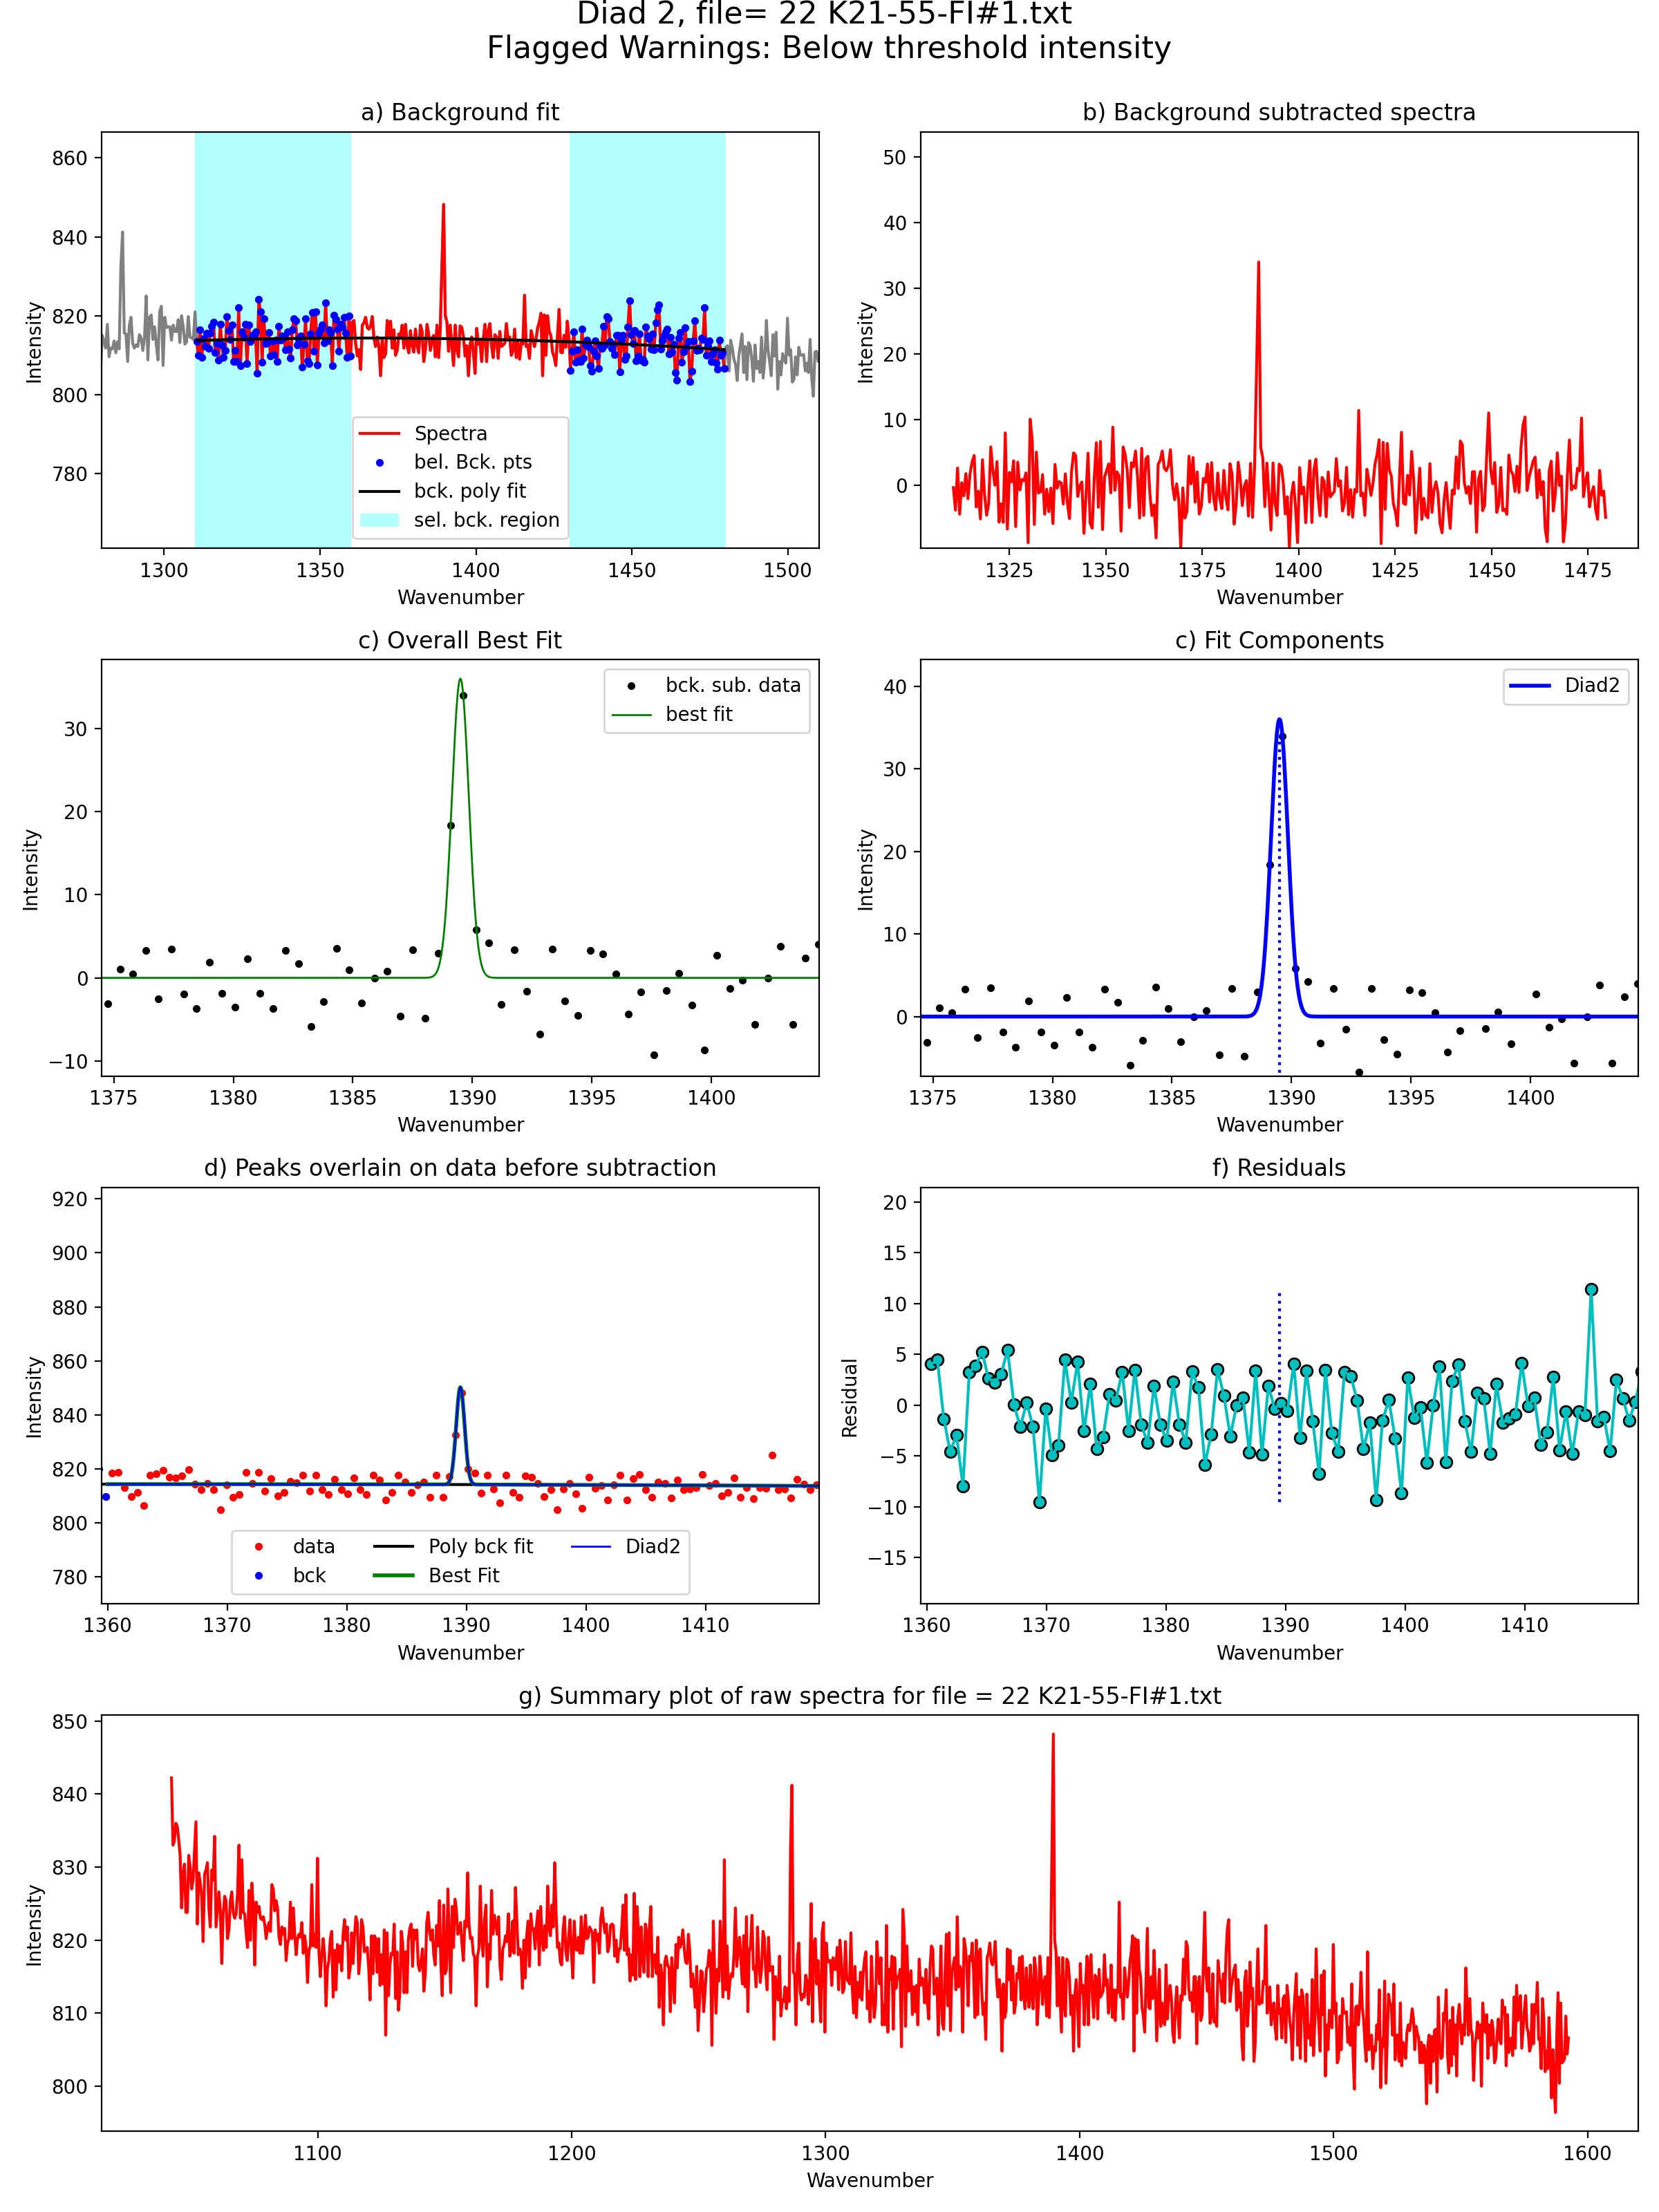 Diad 2, file= 22 K21-55-FI#1.txt
Flagged Warnings: Below threshold intensity
a) Background fit
860
840
820
800
780
Intensity
Spectra
bel. Bck. pts
bck. poly fit
sel. bck. region
1300
1350
1400
1450
1500
Wavenumber
b) Background subtracted spectra
50
40
30
20
10
0
Intensity
1325
1350
1375
1400
1425
1450
1475
Wavenumber
c) Overall Best Fit
bck. sub. data
best fit
30
20
10
0
−10
Intensity
1375
1380
1385
1390
1395
1400
Wavenumber
c) Fit Components
Diad2
40
30
20
10
0
Intensity
1375
1380
1385
1390
1395
1400
Wavenumber
d) Peaks overlain on data before subtraction
920
900
880
860
840
820
800
780
Intensity
data
bck
Poly bck fit
Best Fit
Diad2
1360
1370
1380
1390
1400
1410
Wavenumber
f) Residuals
20
15
10
5
0
−5
−10
−15
Residual
1360
1370
1380
1390
1400
1410
Wavenumber
g) Summary plot of raw spectra for file = 22 K21-55-FI#1.txt
850
840
830
820
810
800
Intensity
1100
1200
1300
1400
1500
1600
Wavenumber